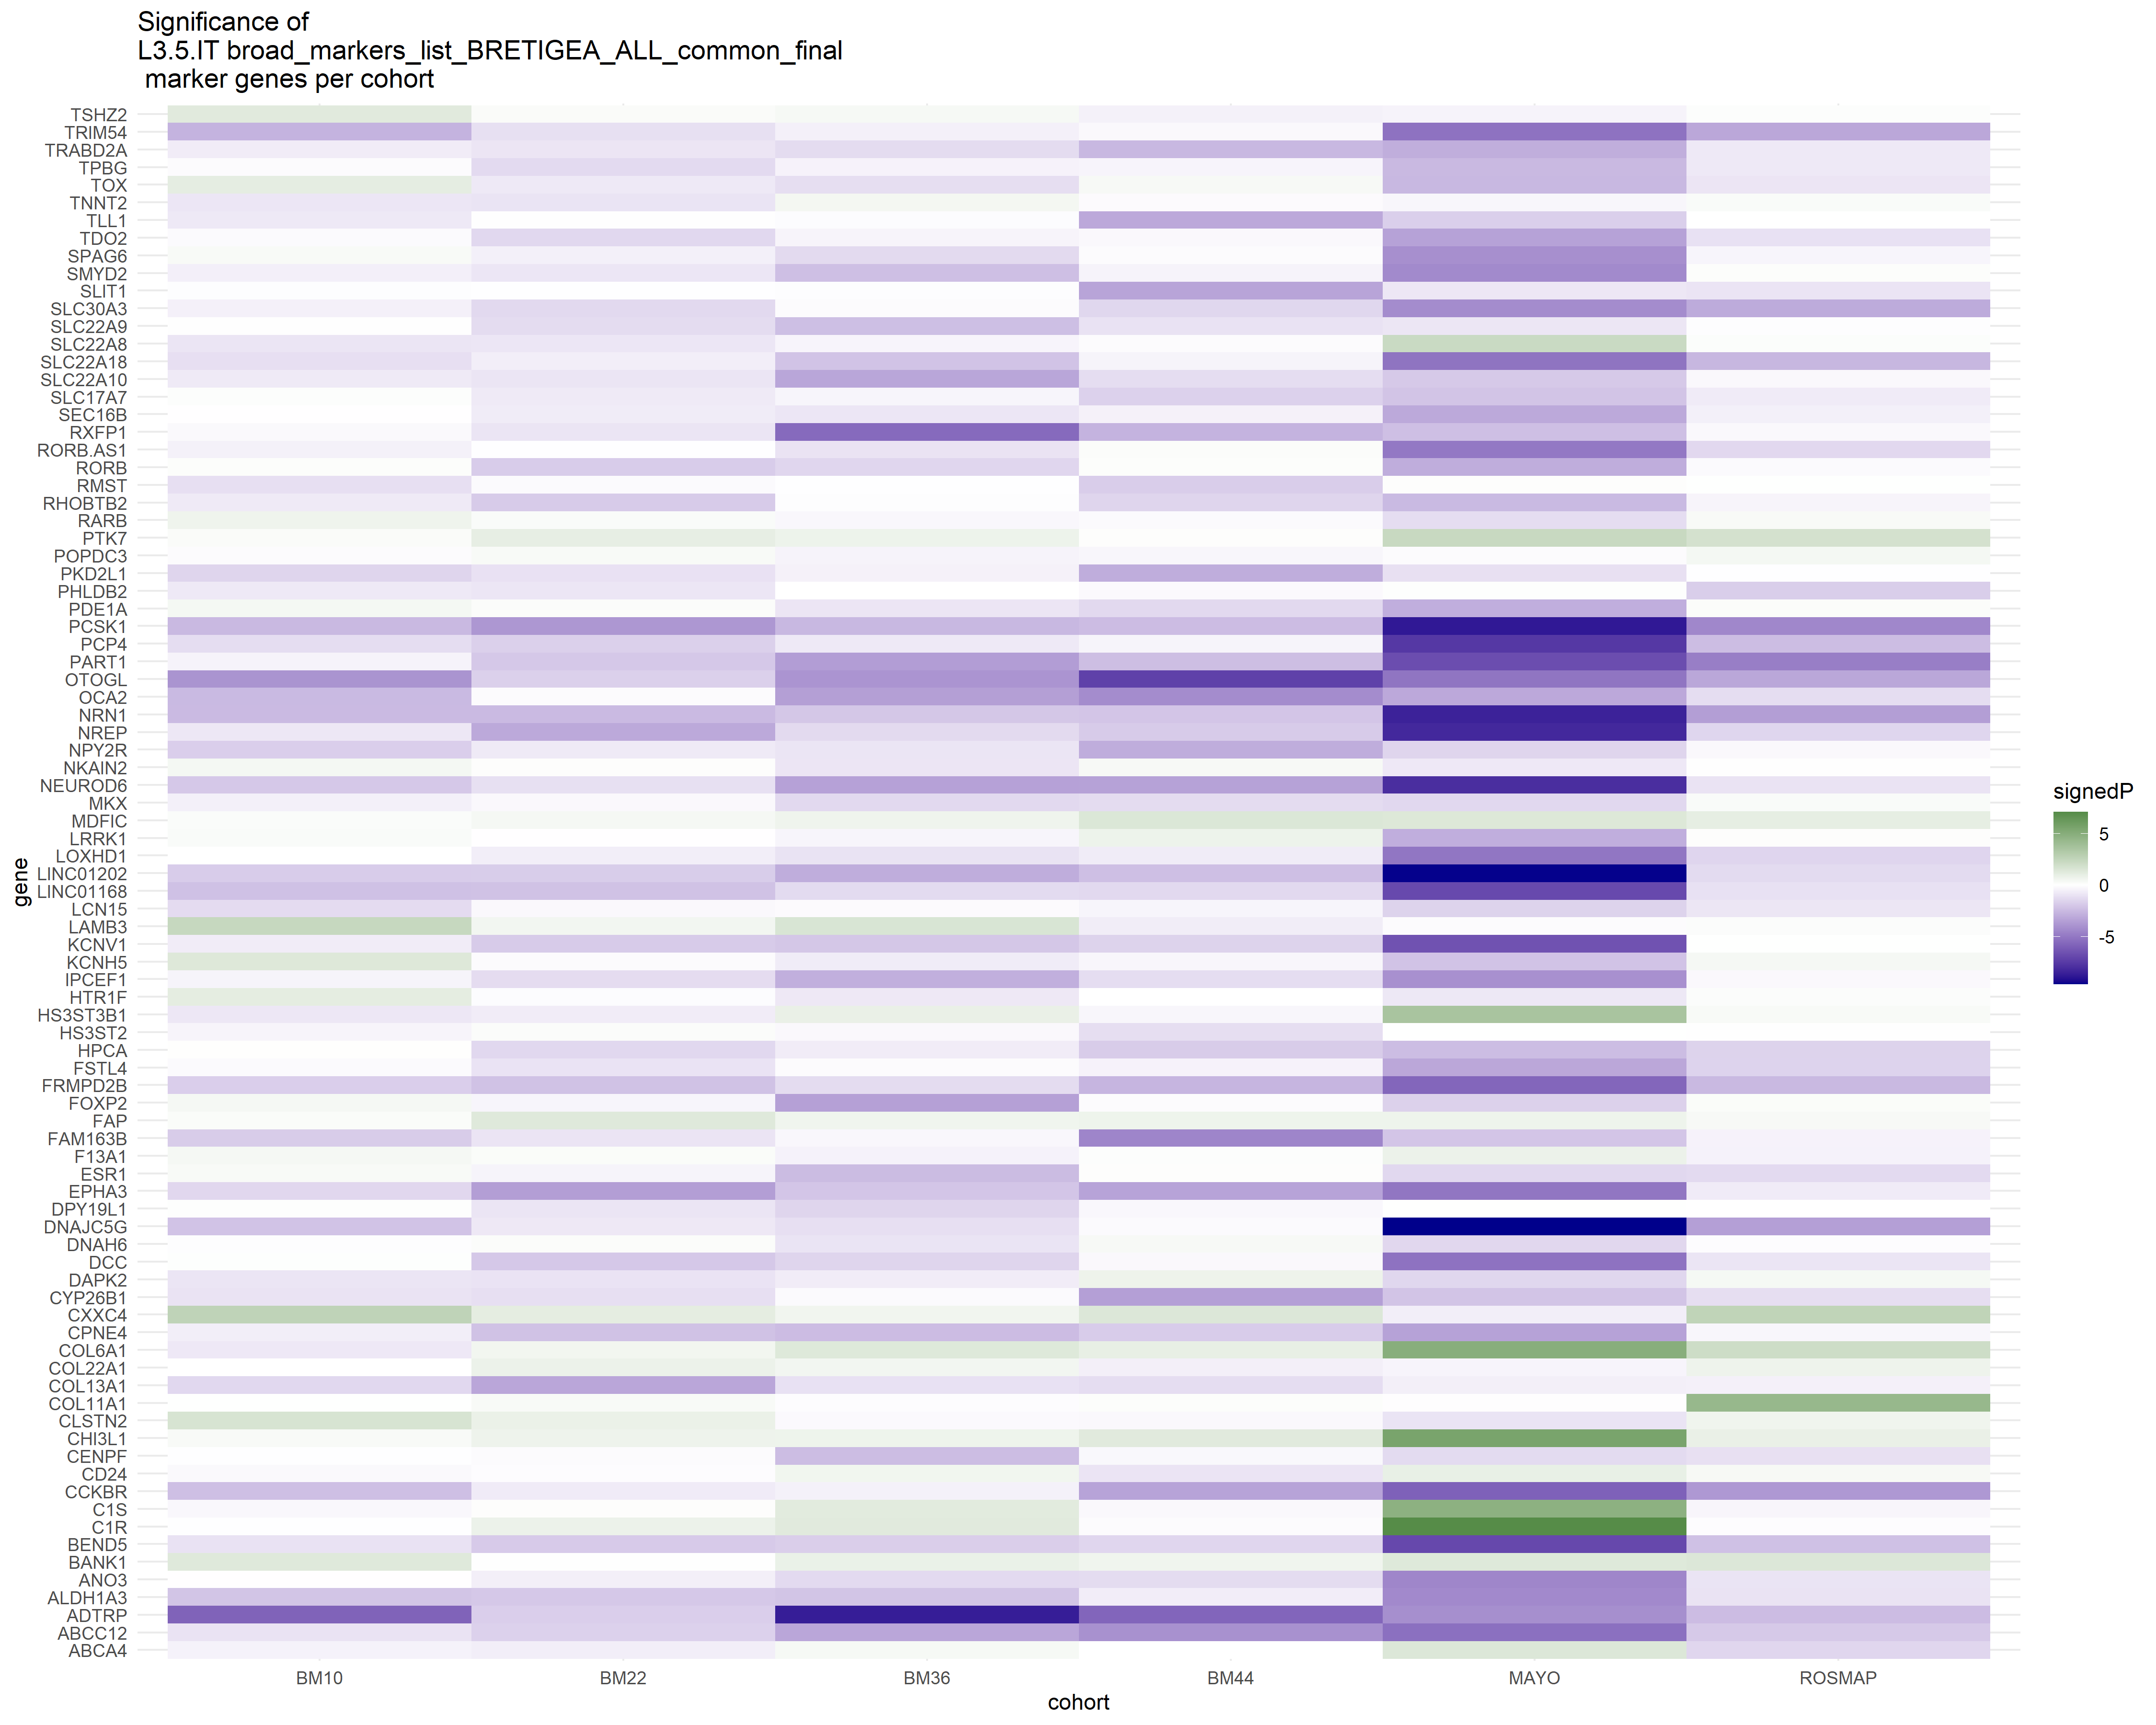 Significance of
L3.5.IT broad_markers_list_BRETIGEA_ALL_common_final
marker genes per cohort
TSHZ2
TRIM54
TRABD2A
TPBG
TOX
TNNT2
TLL1
TDO2
SPAG6
SMYD2
SLIT1
SLC30A3
SLC22A9
SLC22A8
SLC22A18
SLC22A10
SLC17A7
SEC16B
RXFP1
RORB.AS1
RORB
RMST
RHOBTB2
RARB
PTK7
POPDC3
PKD2L1
PHLDB2
PDE1A
PCSK1
PCP4
PART1
OTOGL
OCA2
NRN1
NREP
NPY2R
NKAIN2
NEUROD6
MKX
MDFIC
LRRK1
LOXHD1
LINC01202
LINC01168
LCN15
LAMB3
KCNV1
KCNH5
IPCEF1
HTR1F
HS3ST3B1
HS3ST2
HPCA
FSTL4
FRMPD2B
FOXP2
FAP
FAM163B
F13A1
ESR1
EPHA3
DPY19L1
DNAJC5G
DNAH6
DCC
DAPK2
CYP26B1
CXXC4
CPNE4
COL6A1
COL22A1
COL13A1
COL11A1
CLSTN2
CHI3L1
CENPF
CD24
CCKBR
C1S
C1R
BEND5
BANK1
ANO3
ALDH1A3
ADTRP
ABCC12
ABCA4
gene
BM10 BM22 BM36 BM44 MAYO ROSMAP
cohort
signedP
5
0
-5